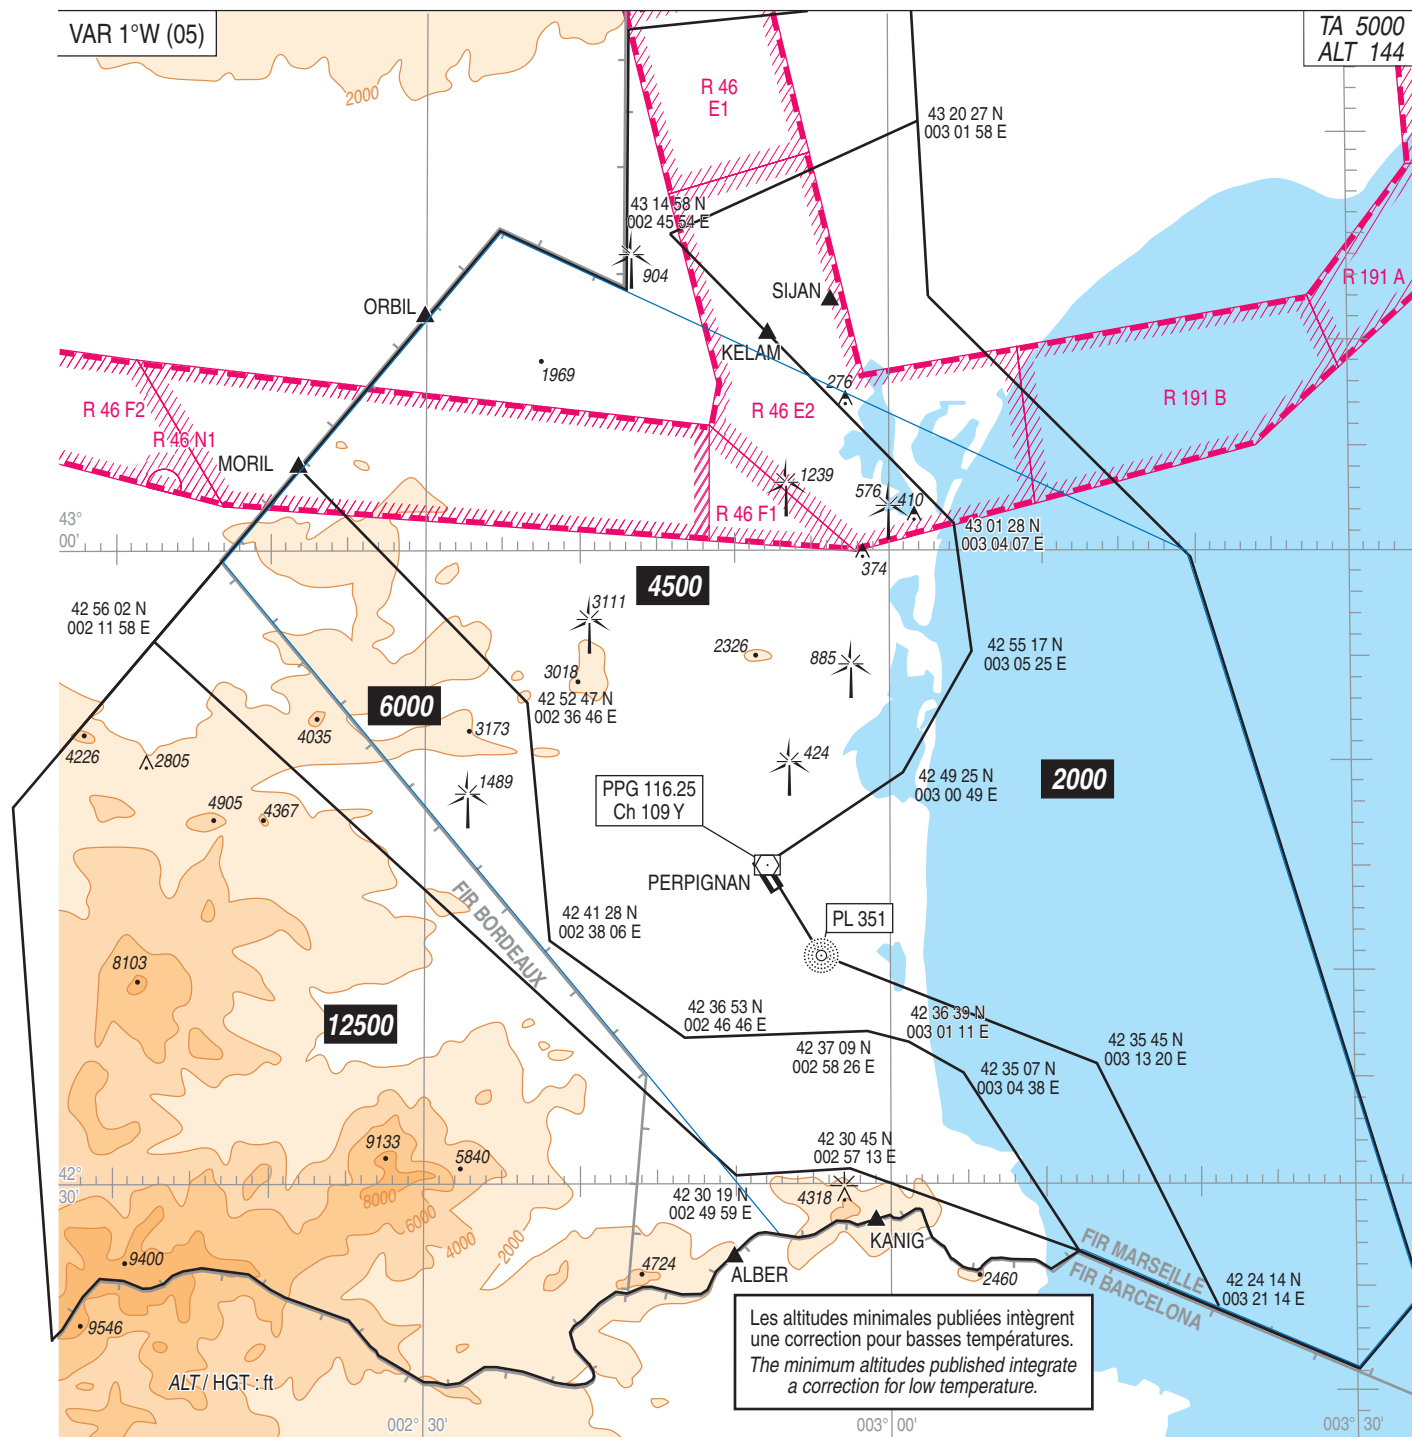 VAR 1°W (05)
TA 5000
ALT 144
2000
R 46
E1
43 20 27 N
003 01 58 E
43 14 58 N
002 45 54 E
904
R 191 A
SIJAN
ORBIL
KELAM
1969
276
R 46 F2
R 46 E2
R 191 B
R 46 N1
MORIL
1239
576
410
R 46 F1
43°
00'
43 01 28 N
003 04 07 E
374
4500
42 56 02 N
002 11 58 E
3111
2326
885
42 55 17 N
003 05 25 E
3018
42 52 47 N
002 36 46 E
6000
4035
3173
4226
2805
424
42 49 25 N
003 00 49 E
2000
1489
PPG 116.25
Ch 109 Y
4905
4367
PERPIGNAN
FIR BORDEAUX
42 41 28 N
002 38 06 E
PL 351
8103
12500
42 36 53 N
002 46 46 E
42 36 39 N
003 01 11 E
42 37 09 N
002 58 26 E
42 35 45 N
003 13 20 E
42 35 07 N
003 04 38 E
9133
5840
42 30 45 N
002 57 13 E
42°
30'
8000
6000
4000
2000
42 30 19 N
002 49 59 E
4318
KANIG
FIR MARSEILLE
FIR BARCELONA
9400
4724
ALBER
2460
42 24 14 N
003 21 14 E
9546
Les altitudes minimales publiées intègrent
une correction pour basses températures.
The minimum altitudes published integrate
a correction for low temperature.
ALT / HGT : ft
002° 30'
003° 00'
003° 30'